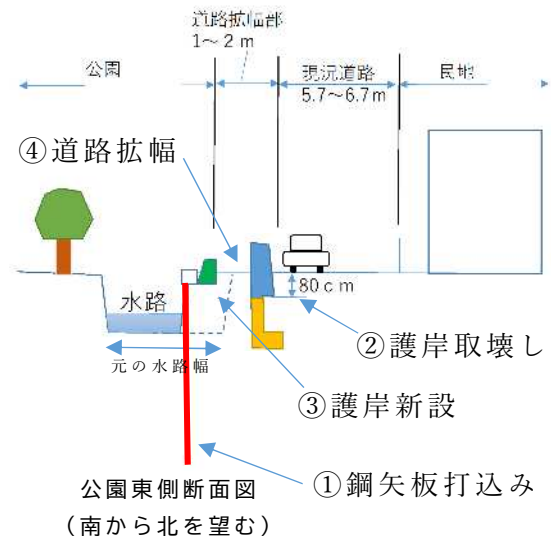 道路拡幅部
1～2m
公園
現況道路
5.7～6.7m
民地
④道路拡幅
80cm
水路
②護岸取壊し
元の水路幅
③護岸新設
①鋼矢板打込み
公園東側断面図
（南から北を望む）